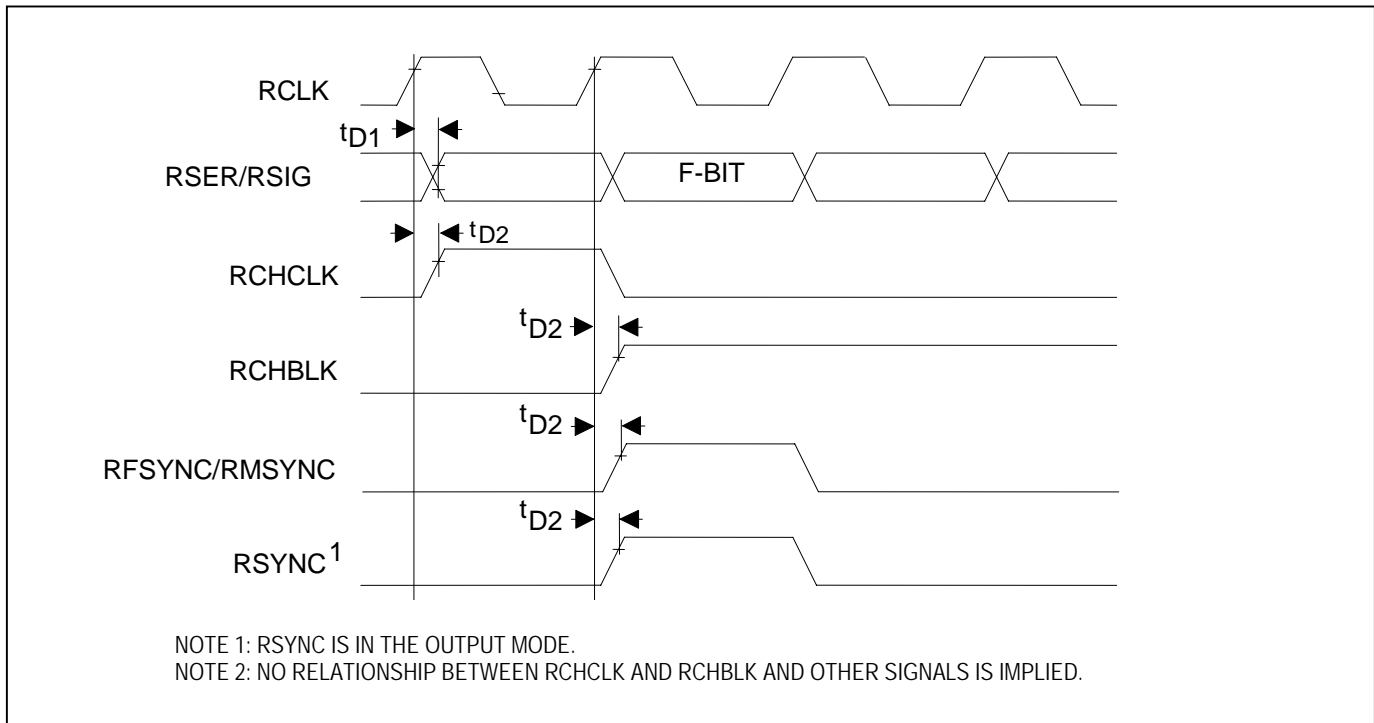 RCLK
tD1
RSER/RSIG
F-BIT
tD2
RCHCLK
tD2
RCHBLK
tD2
RFSYNC/RMSYNC
tD2
RSYNC1
NOTE 1: RSYNC IS IN THE OUTPUT MODE.
NOTE 2: NO RELATIONSHIP BETWEEN RCHCLK AND RCHBLK AND OTHER SIGNALS IS IMPLIED.